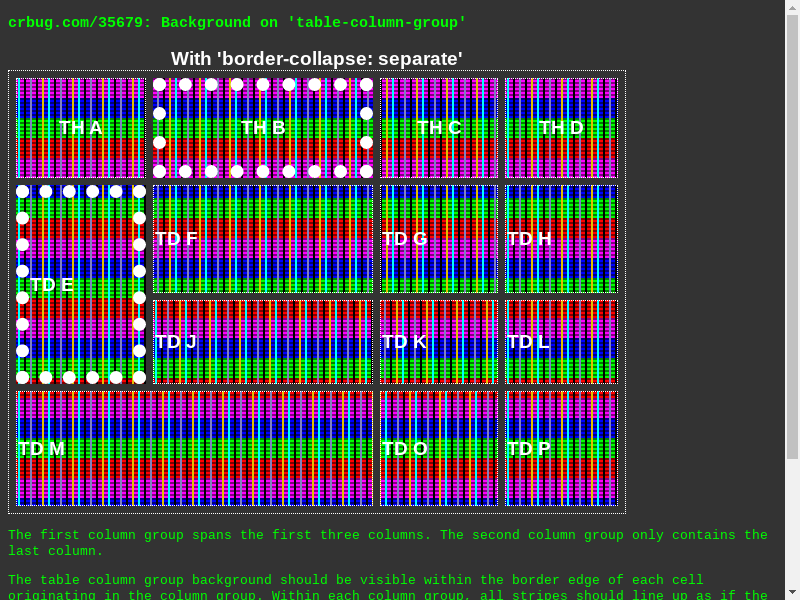 crbug.com/35679: Background on 'table-column-group'
With 'border-collapse: separate'
TH A TH B TH C TH D
TD E TD F TD G TD H
TD J TD K TD L
TD M TD O TD P
The first column group spans the first three columns. The second column group only contains the
last column.
The table column group background should be visible within the border edge of each cell
originating in the column group. Within each column group, all stripes should line up as if the